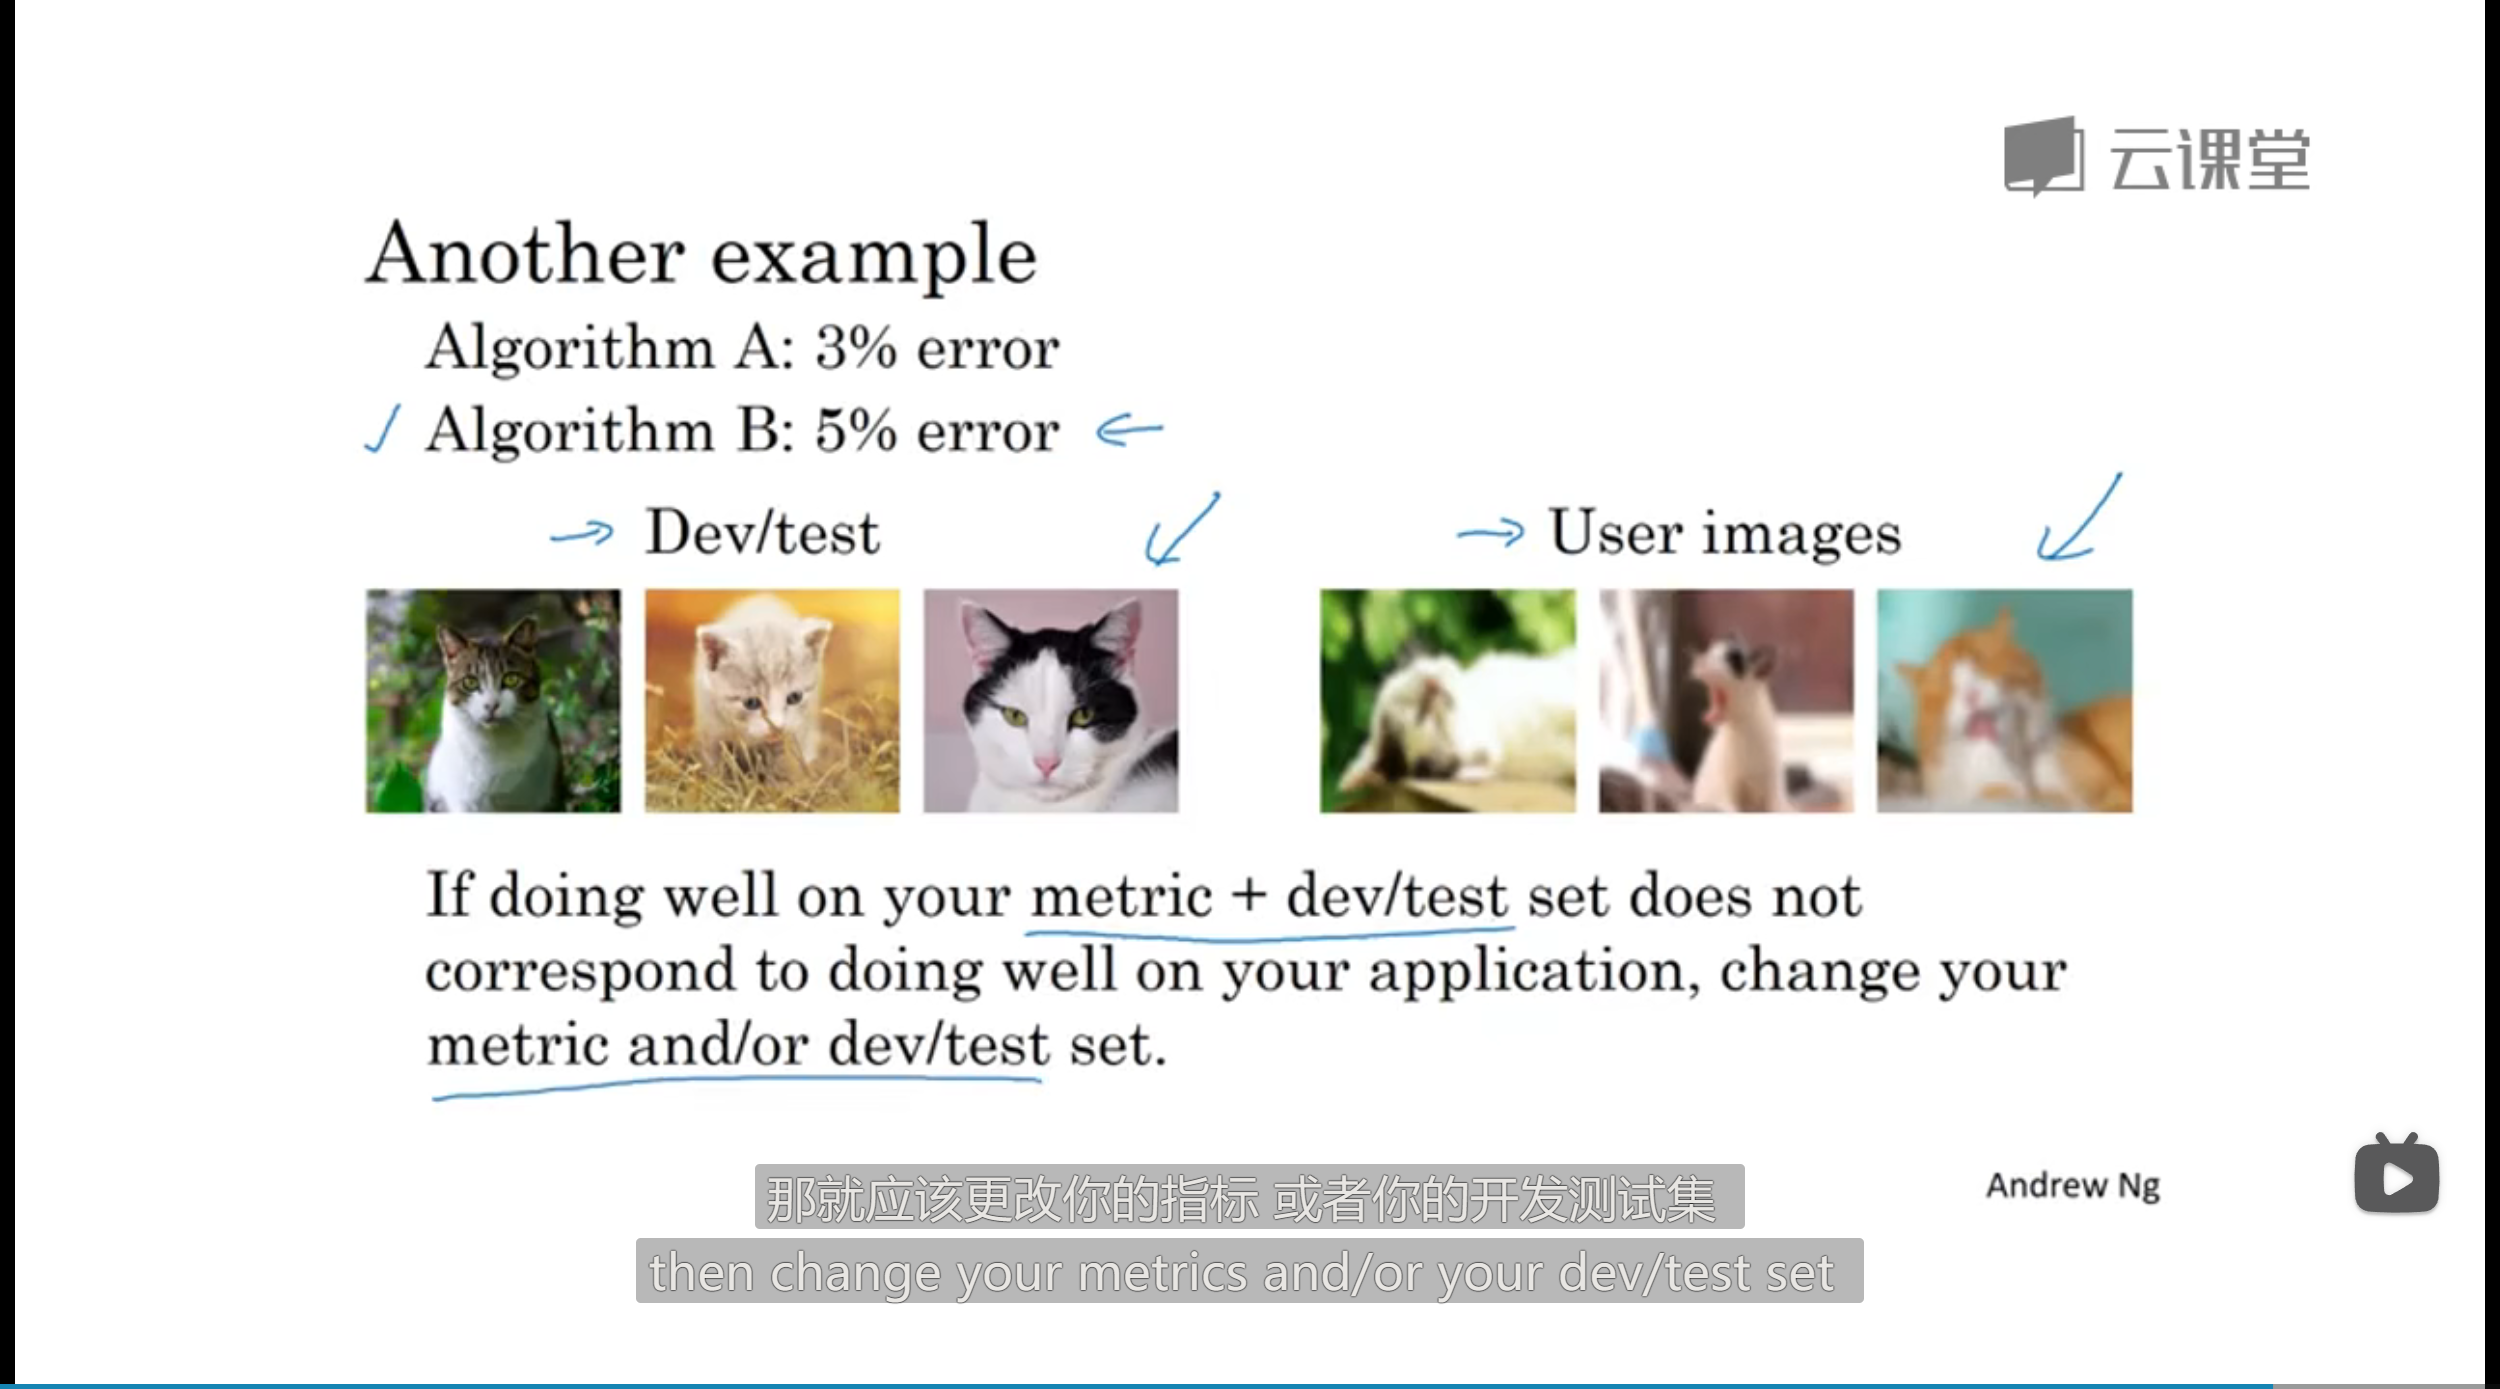 云课堂
Another example
Algorithm A: 3% error
Algorithm B: 5% error
Dev/test
User images
If doing well on your metric + dev/test set does not
correspond to doing well on your application, change your
metric and/or dev/test set.
Andrew Ng
那就应该更改你的指标 或者你的开发测试集
then change your metrics and/or your dev/test set